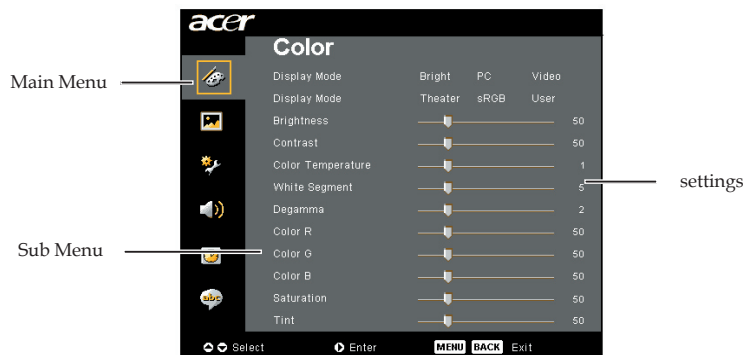 acer
Color
Main Menu
Display Mode Bright PC Video
Display Mode Theater sRGB User
Brightness 50
Contrast 50
Color Temperature 1
White Segment 5
settings
Degamma 2
Color R 50
Sub Menu
Color G 50
Color B 50
abc
Saturation 50
Tint 50
Select Enter MENU BACK Exit